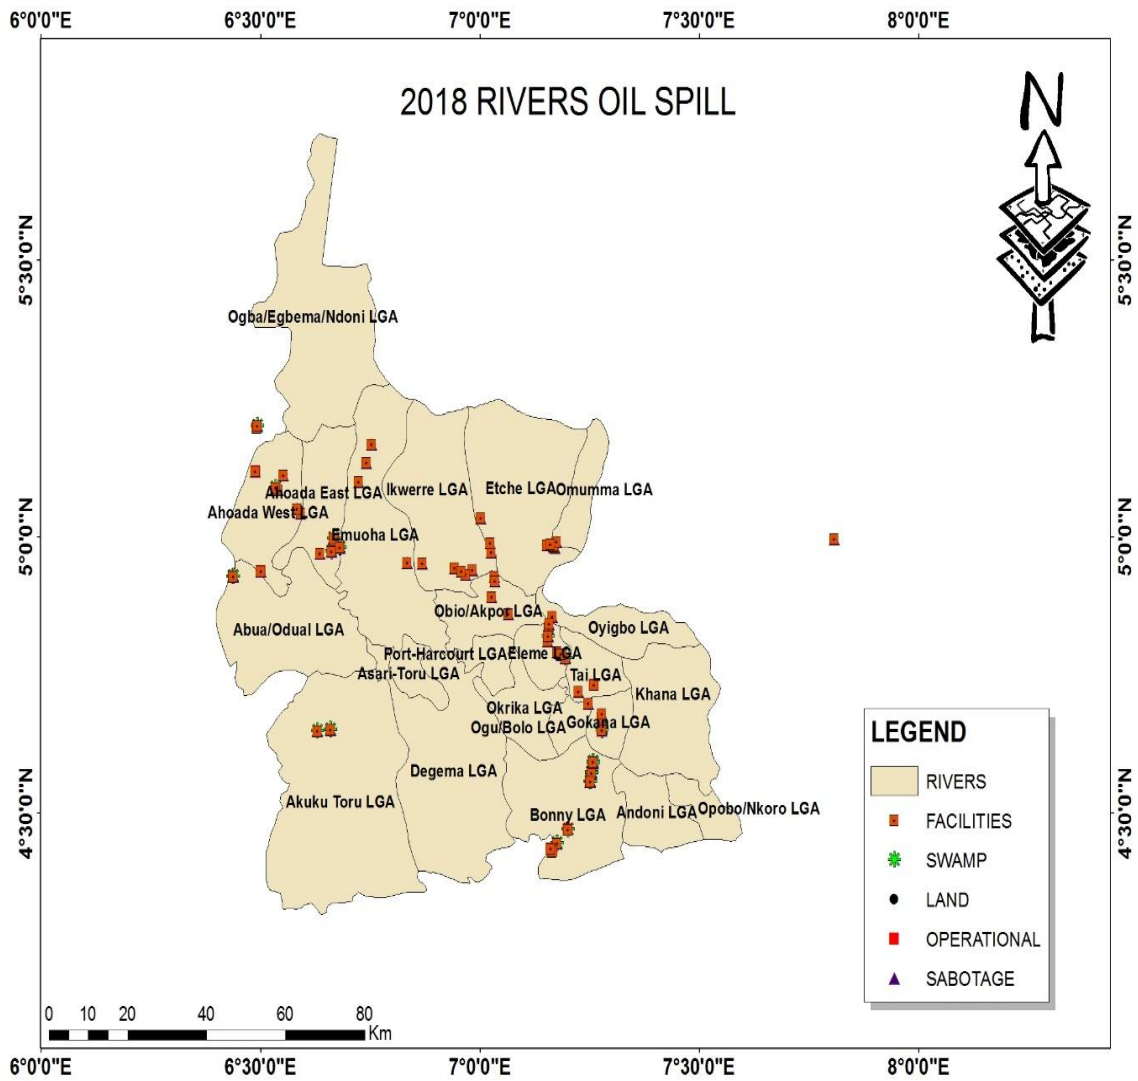 6°0'0"E 6°30'0"E 7°0'0"E 7°30'0"E 8°0'0"E
2018 RIVERS OIL SPILL
N
5°30'0"N 5°30'0"N
Ogba/Egbema/Ndoni LGA
Ikwerre LGA
Etche LGA
Omumma LGA
Ahoada East LGA
Ahoada West LGA
Emuoha LGA
5°0'0"N 5°0'0"N
Obio/Akpor LGA
Abua/Odual LGA
Oyigbo LGA
Port-Harcourt LGA
Eleme LGA
Asari-Toru LGA
Tai LGA
Khana LGA
Okrika LGA
Ogu/Bolo LGA
Gokana LGA
Degema LGA
Akuku Toru LGA
Bonny LGA
Andoni LGA
Opobo/Nkoro LGA
4°30'0"N 4°30'0"N
LEGEND
RIVERS
FACILITIES
SWAMP
LAND
OPERATIONAL
SABOTAGE
0 10 20 40 60 80
Km
6°0'0"E 6°30'0"E 7°0'0"E 7°30'0"E 8°0'0"E